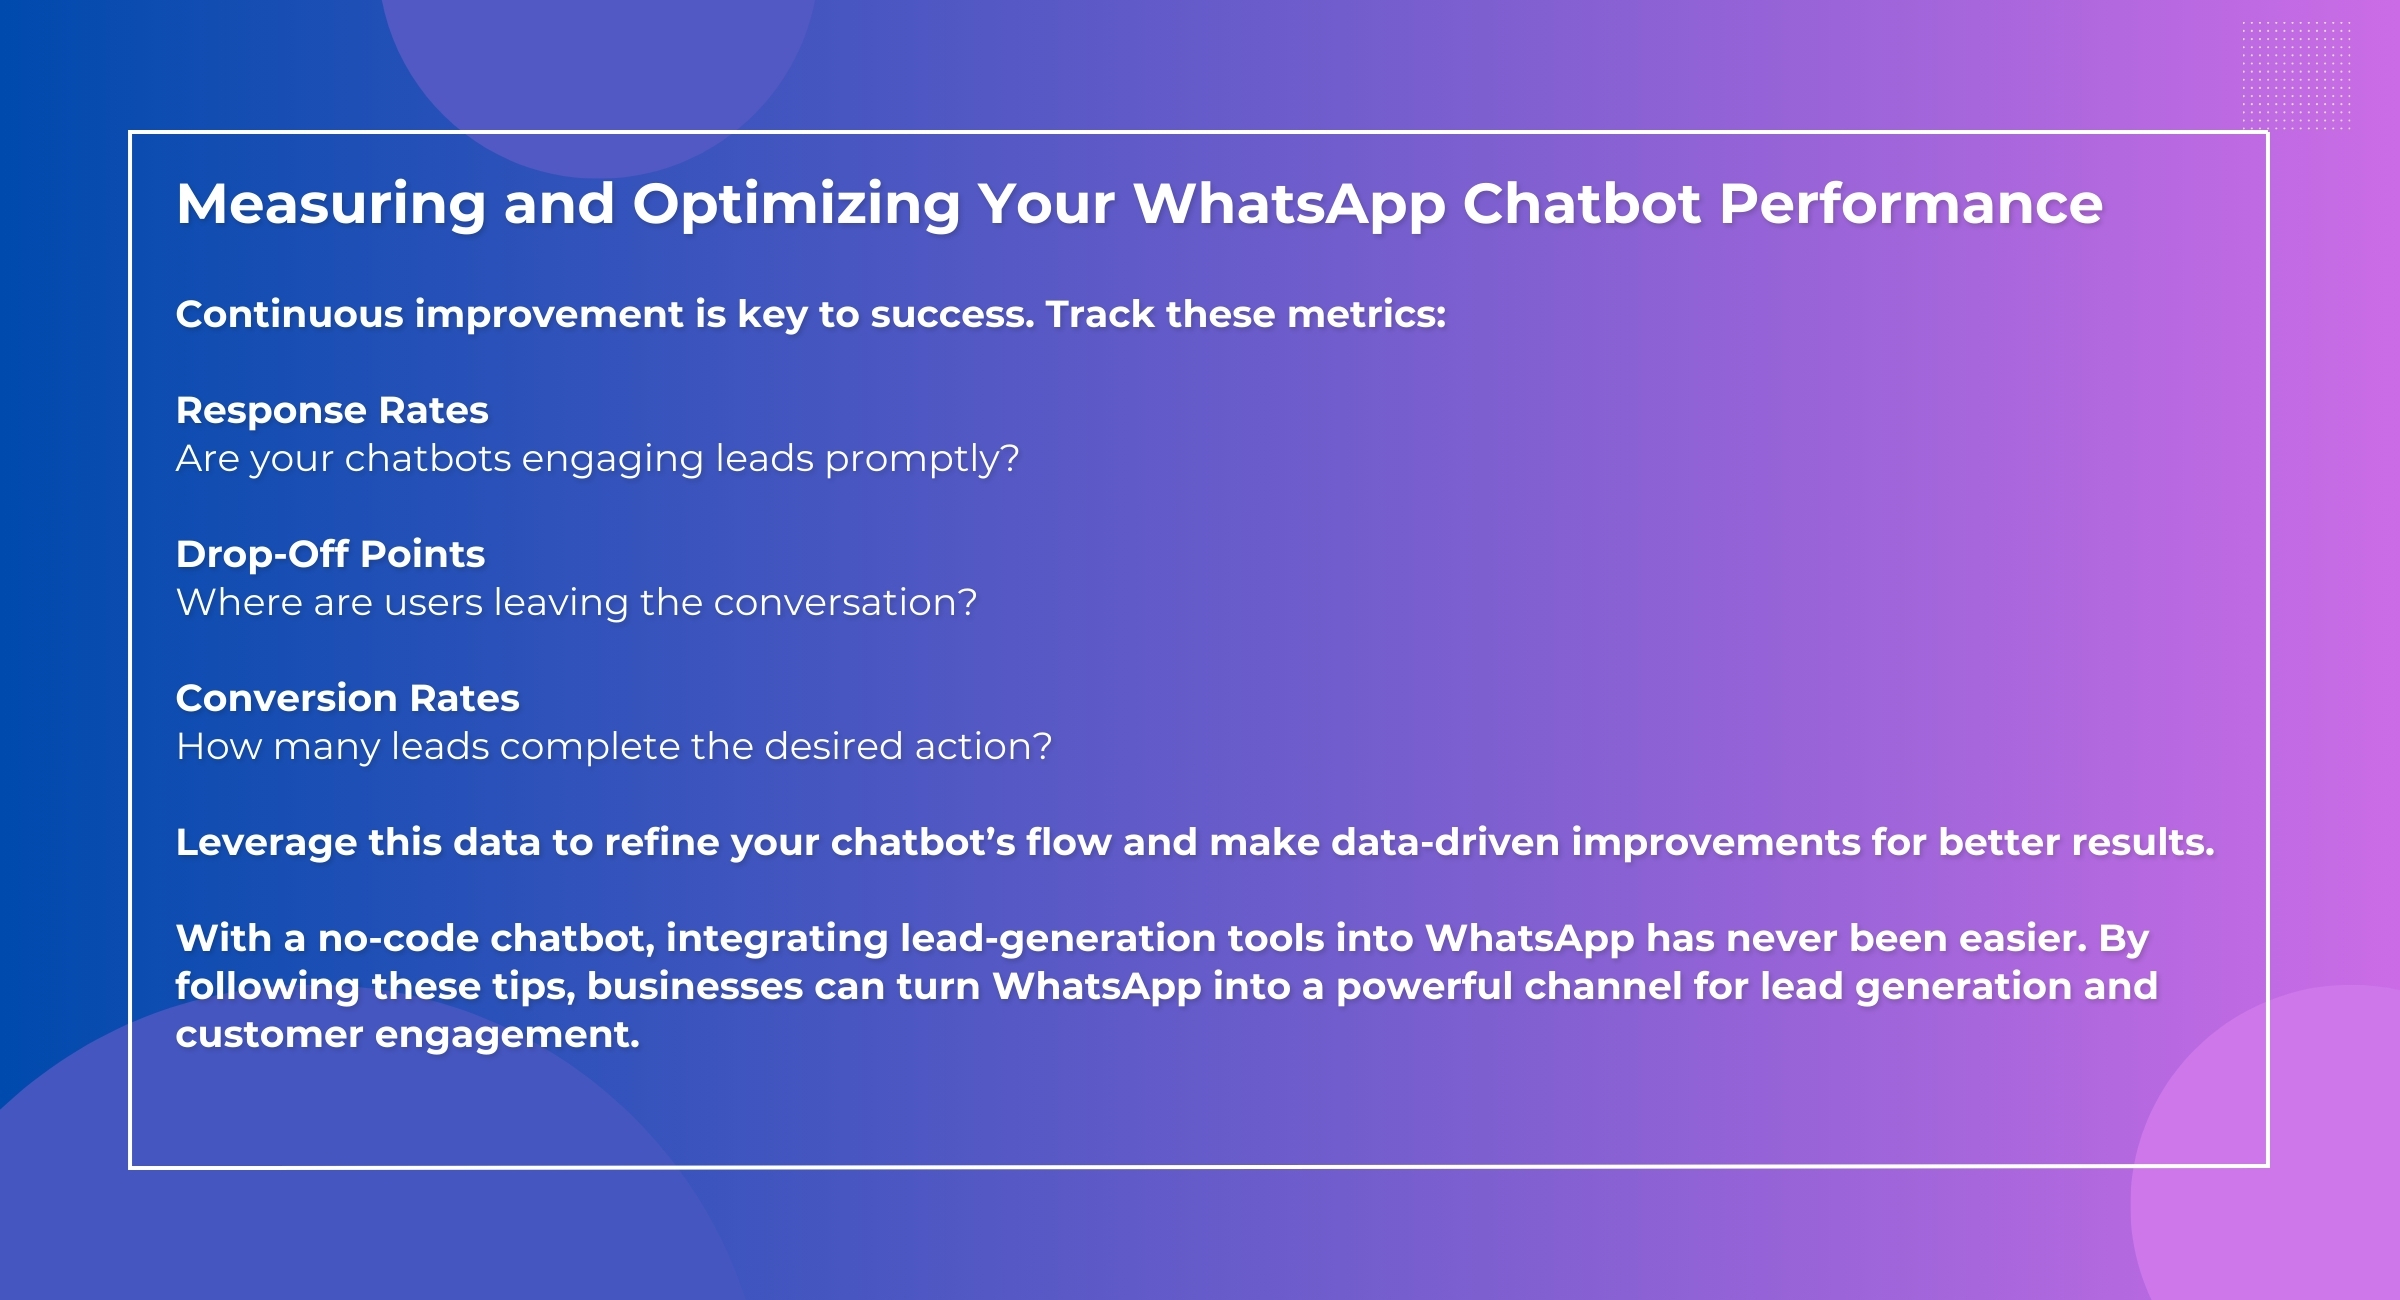 Measuring and Optimizing Your WhatsApp Chatbot Performance
Continuous improvement is key to success. Track these metrics:
Response Rates
Are your chatbots engaging leads promptly?
Drop-Off Points
Where are users leaving the conversation?
Conversion Rates
How many leads complete the desired action?
Leverage this data to refine your chatbot’s flow and make data-driven improvements for better results.
With a no-code chatbot, integrating lead-generation tools into WhatsApp has never been easier. By
following these tips, businesses can turn WhatsApp into a powerful channel for lead generation and
customer engagement.